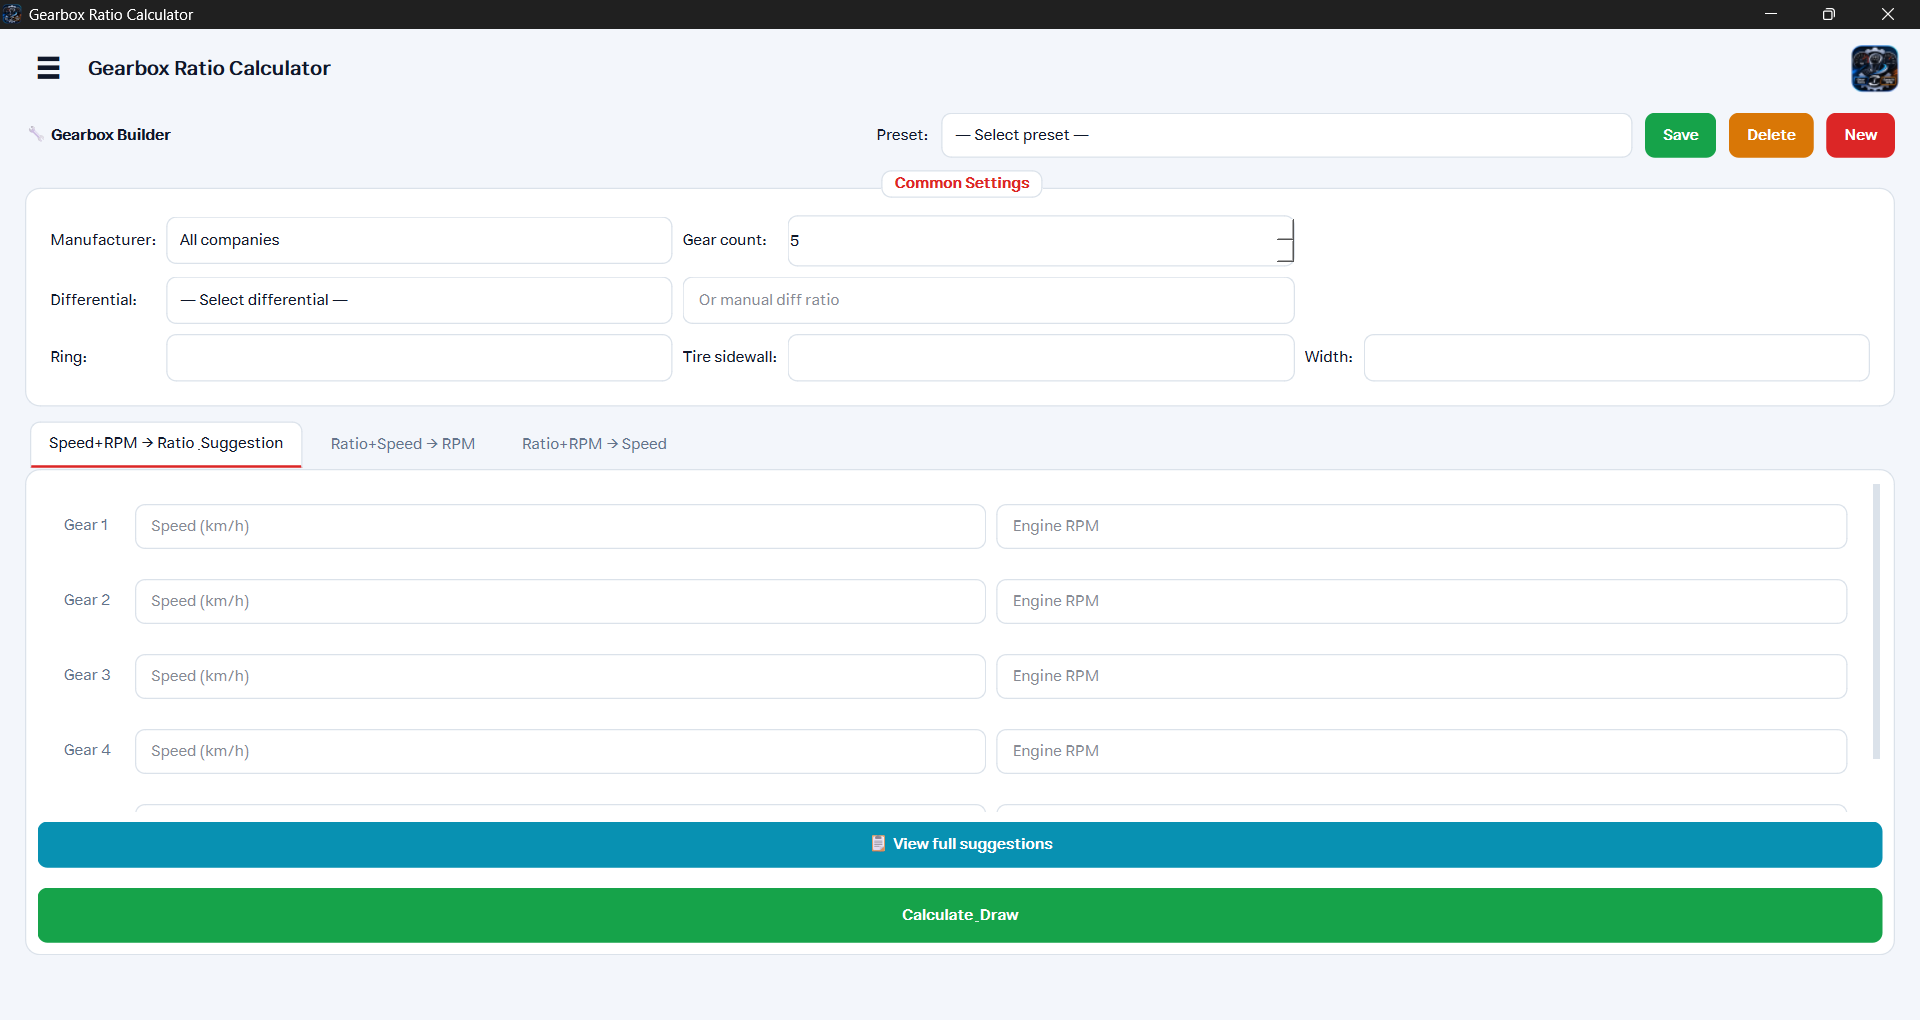 Gearbox Ratio Calculator
Gearbox Ratio Calculator
Gearbox Builder
Preset: — Select preset — Save Delete New
Common Settings
Manufacturer: All companies Gear count: 5
Differential: — Select differential — Or manual diff ratio
Ring: Tire sidewall: Width:
Speed+RPM → Ratio_Suggestion Ratio+Speed → RPM Ratio+RPM → Speed
Gear 1 Speed (km/h) Engine RPM
Gear 2 Speed (km/h) Engine RPM
Gear 3 Speed (km/h) Engine RPM
Gear 4 Speed (km/h) Engine RPM
View full suggestions
Calculate_Draw